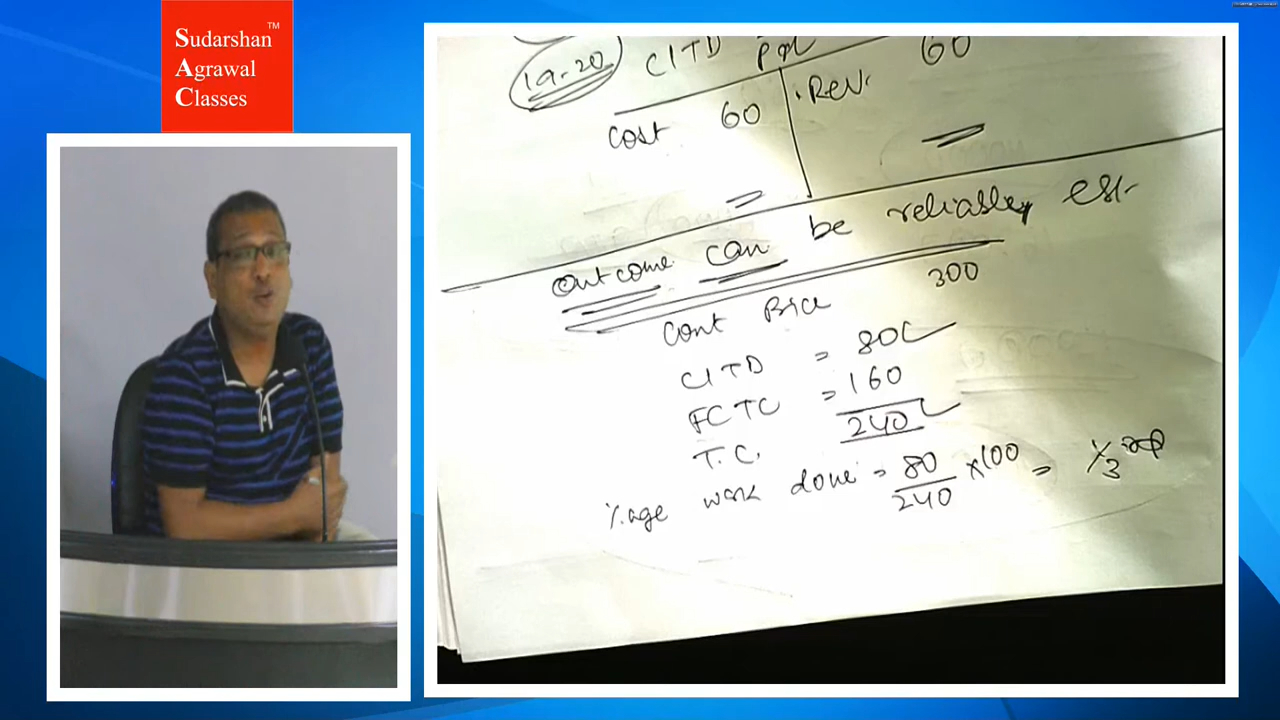 Sudarshan™
Agrawal
Classes
19-20 CITD 60
Cost 60 Rev.
Outcome can be reliably est.
Cont Price 300
CITD = 80
FCTC = 160
T.C. 240
%age work done = 80/240 x100 = 1/3